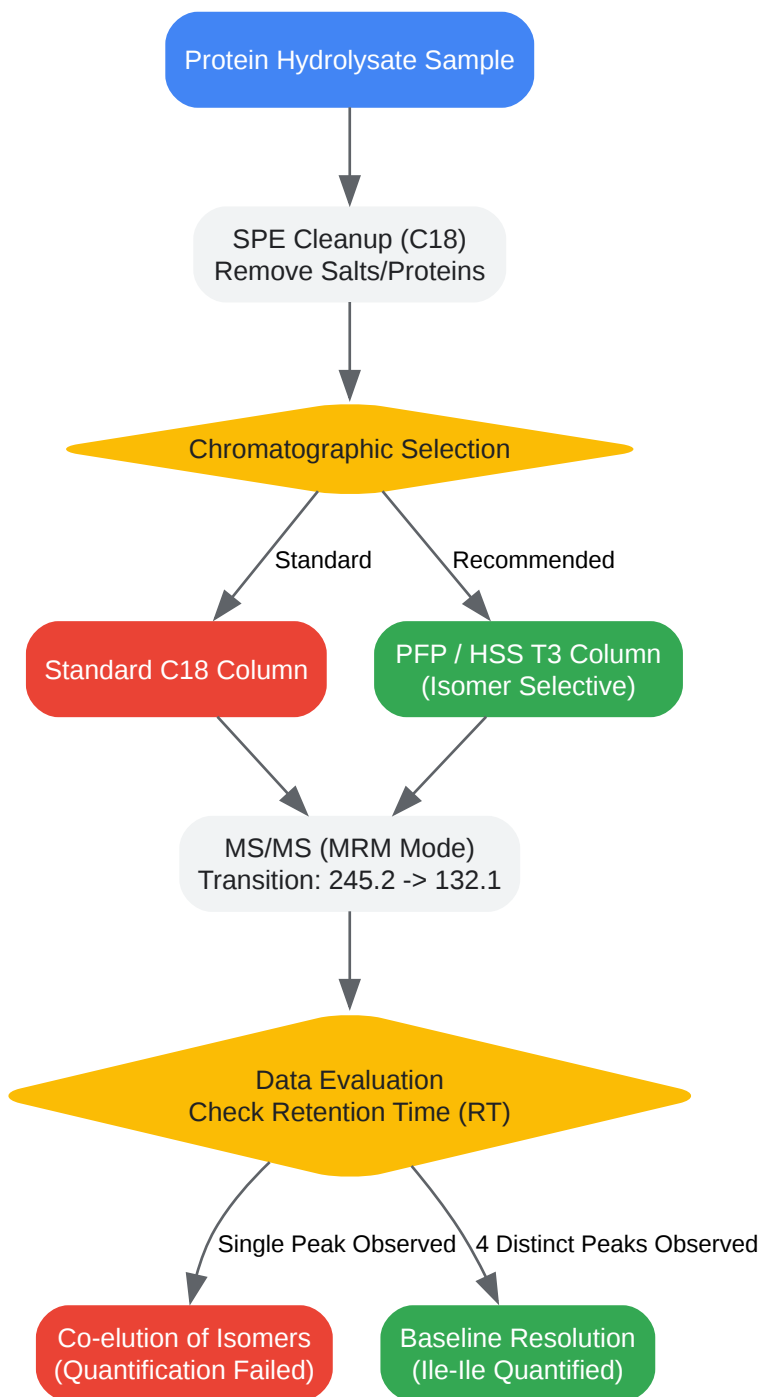 Protein Hydrolysate Sample
SPE Cleanup (C18)
Remove Salts/Proteins
Chromatographic Selection
Standard
Recommended
Standard C18 Column
PFP / HSS T3 Column
(Isomer Selective)
MS/MS (MRM Mode)
Transition: 245.2 -> 132.1
Data Evaluation
Check Retention Time (RT)
Single Peak Observed
4 Distinct Peaks Observed
Co-elution of Isomers
(Quantification Failed)
Baseline Resolution
(Ile-Ile Quantified)